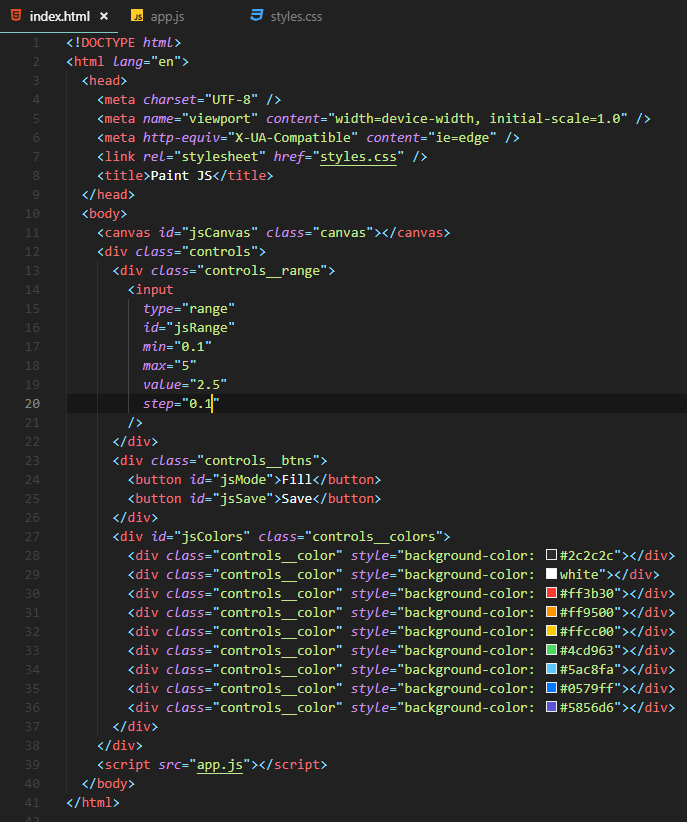 index.html ×
JS app.js
styles.css
1 <!DOCTYPE html>
2 <html lang="en">
3 <head>
4 <meta charset="UTF-8" />
5 <meta name="viewport" content="width=device-width, initial-scale=1.0" />
6 <meta http-equiv="X-UA-Compatible" content="ie=edge" />
7 <link rel="stylesheet" href="styles.css" />
8 <title>Paint JS</title>
9 </head>
10 <body>
11 <canvas id="jsCanvas" class="canvas"></canvas>
12 <div class="controls">
13 <div class="controls__range">
14 <input
15 type="range"
16 id="jsRange"
17 min="0.1"
18 max="5"
19 value="2.5"
20 step="0.1"
21 />
22 </div>
23 <div class="controls__btns">
24 <button id="jsMode">Fill</button>
25 <button id="jsSave">Save</button>
26 </div>
27 <div id="jsColors" class="controls__colors">
28 <div class="controls__color" style="background-color: #2c2c2c"></div>
29 <div class="controls__color" style="background-color: white"></div>
30 <div class="controls__color" style="background-color: #ff3b30"></div>
31 <div class="controls__color" style="background-color: #ff9500"></div>
32 <div class="controls__color" style="background-color: #ffcc00"></div>
33 <div class="controls__color" style="background-color: #4cd963"></div>
34 <div class="controls__color" style="background-color: #5ac8fa"></div>
35 <div class="controls__color" style="background-color: #0579ff"></div>
36 <div class="controls__color" style="background-color: #5856d6"></div>
37 </div>
38 </div>
39 <script src="app.js"></script>
40 </body>
41 </html>
42